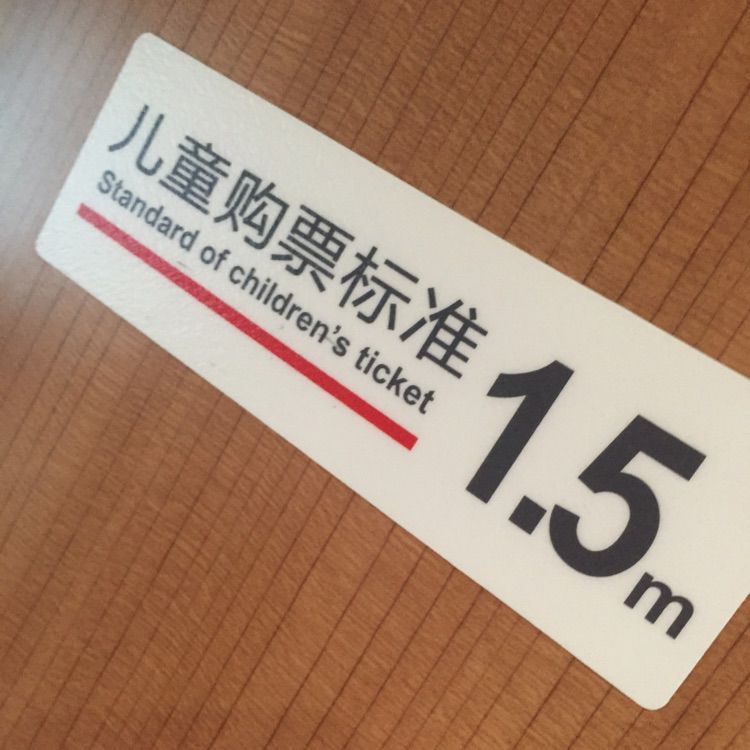 儿童购票标准
Standard of children's ticket
1.5m